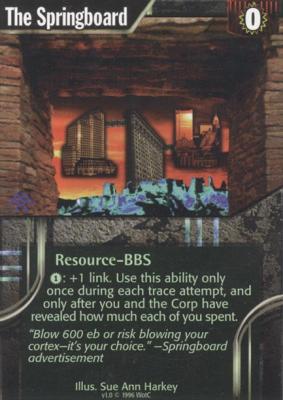 The Springboard
0
Resource-BBS
1: +1 link. Use this ability only
once during each trace attempt, and
only after you and the Corp have
revealed how much each of you spent.
"Blow 600 eb or risk blowing your
cortex–it's your choice." –Springboard
advertisement
Illus. Sue Ann Harkey
v1.0 © 1996 WotC